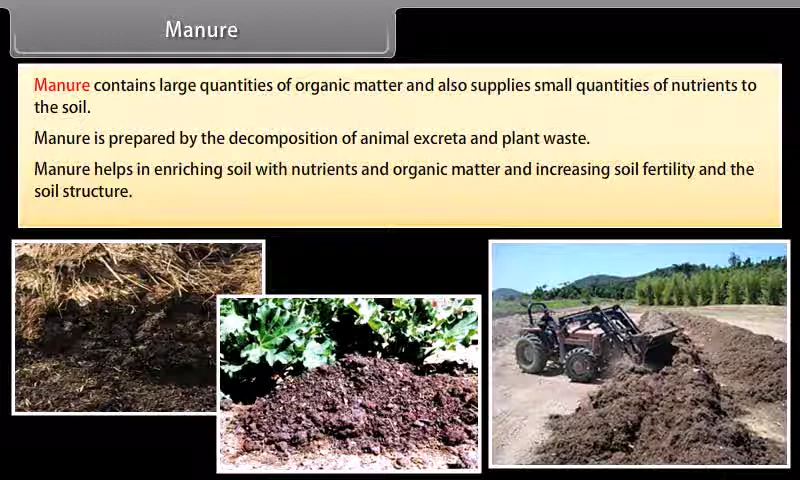 Manure
Manure contains large quantities of organic matter and also supplies small quantities of nutrients to
the soil.
Manure is prepared by the decomposition of animal excreta and plant waste.
Manure helps in enriching soil with nutrients and organic matter and increasing soil fertility and the
soil structure.